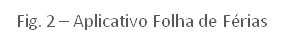 Fig. 2 – Aplicativo Folha de Férias